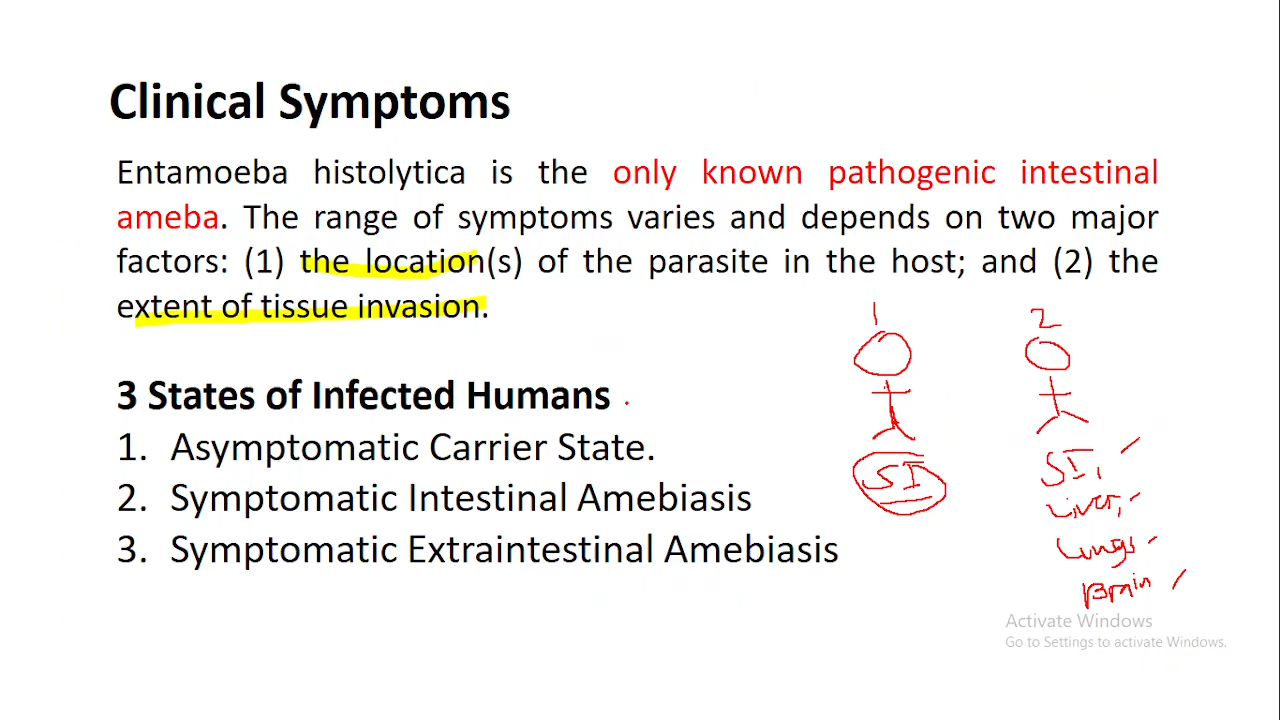 Clinical Symptoms
Entamoeba histolytica is the only known pathogenic intestinal
ameba. The range of symptoms varies and depends on two major
factors: (1) the location(s) of the parasite in the host; and (2) the
extent of tissue invasion.
3 States of Infected Humans
1. Asymptomatic Carrier State.
2. Symptomatic Intestinal Amebiasis
3. Symptomatic Extraintestinal Amebiasis
1
SI
2
SI,
Liver,
Lungs
Brain
Activate Windows
Go to Settings to activate Windows.